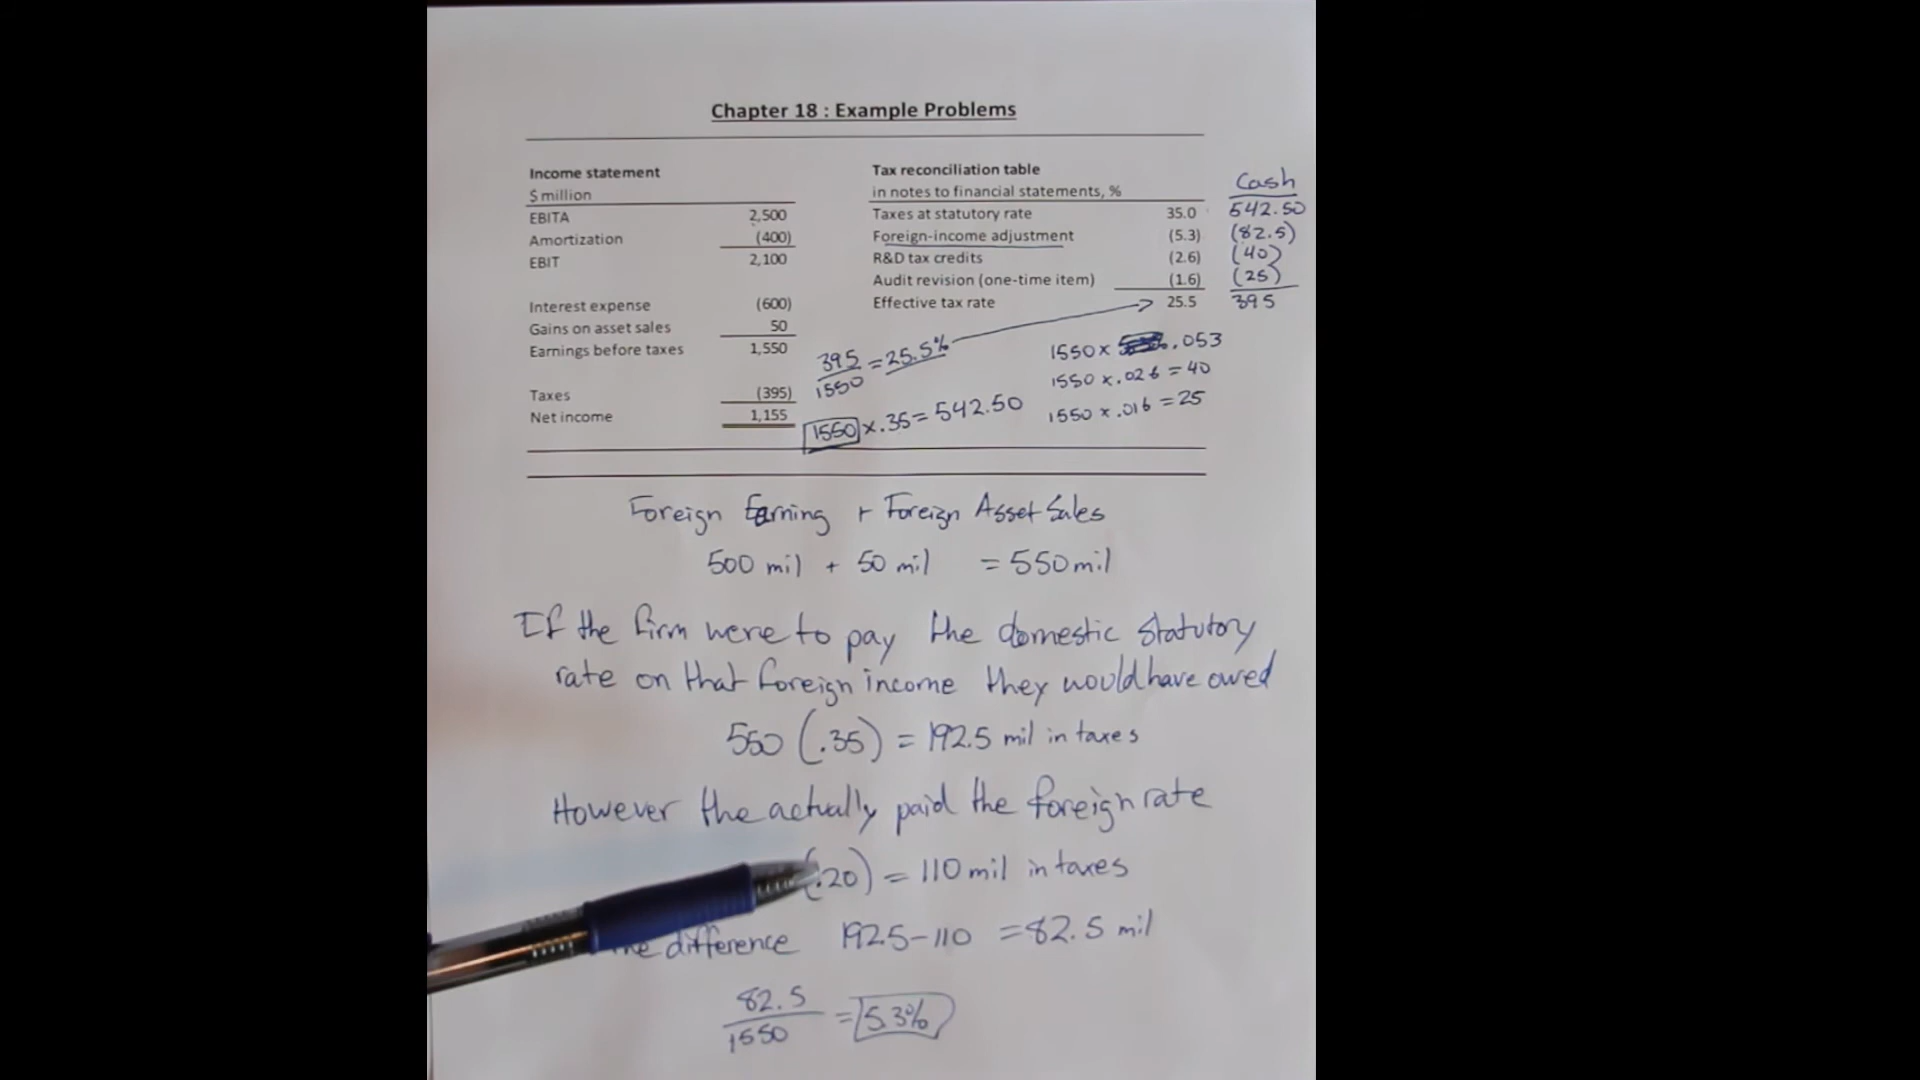 Chapter 18 : Example Problems
Income statement
$ million
EBITA 2,500
Amortization (400)
EBIT 2,100
Interest expense (600)
Gains on asset sales 50
Earnings before taxes 1,550
Taxes (395)
Net income 1,155
Tax reconciliation table
in notes to financial statements, %
Taxes at statutory rate 35.0
Foreign-income adjustment (5.3)
R&D tax credits (2.6)
Audit revision (one-time item) (1.6)
Effective tax rate 25.5
Cash
542.50
(82.5)
(40)
(25)
395
395/1550 = 25.5%
1550 x .35 = 542.50
1550 x .053
1550 x .026 = 40
1550 x .016 = 25
Foreign Earning + Foreign Asset Sales
500 mil + 50 mil = 550 mil
If the firm were to pay the domestic statutory
rate on that foreign income they would have owed
550 (.35) = 192.5 mil in taxes
However the actually paid the foreign rate
(.20) = 110 mil in taxes
difference 192.5 - 110 = 82.5 mil
82.5/1550 = 5.3%